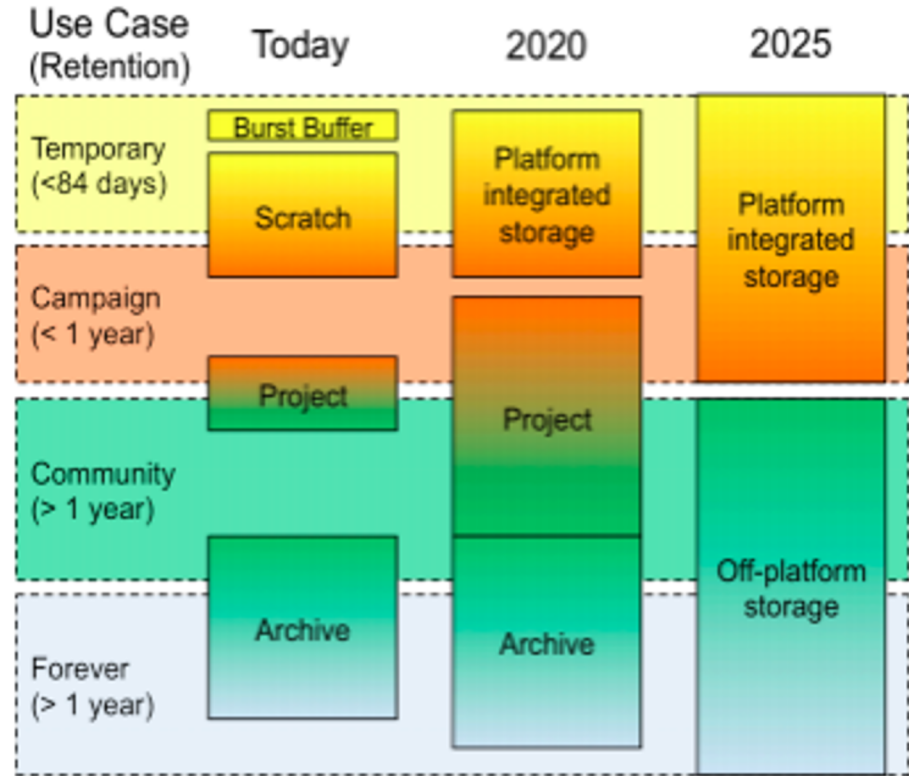 Use Case
(Retention)
Today
2020
2025
Temporary
(<84 days)
Burst Buffer
Scratch
Platform
integrated
storage
Platform
integrated
storage
Campaign
(< 1 year)
Project
Project
Community
(> 1 year)
Archive
Archive
Off-platform
storage
Forever
(> 1 year)